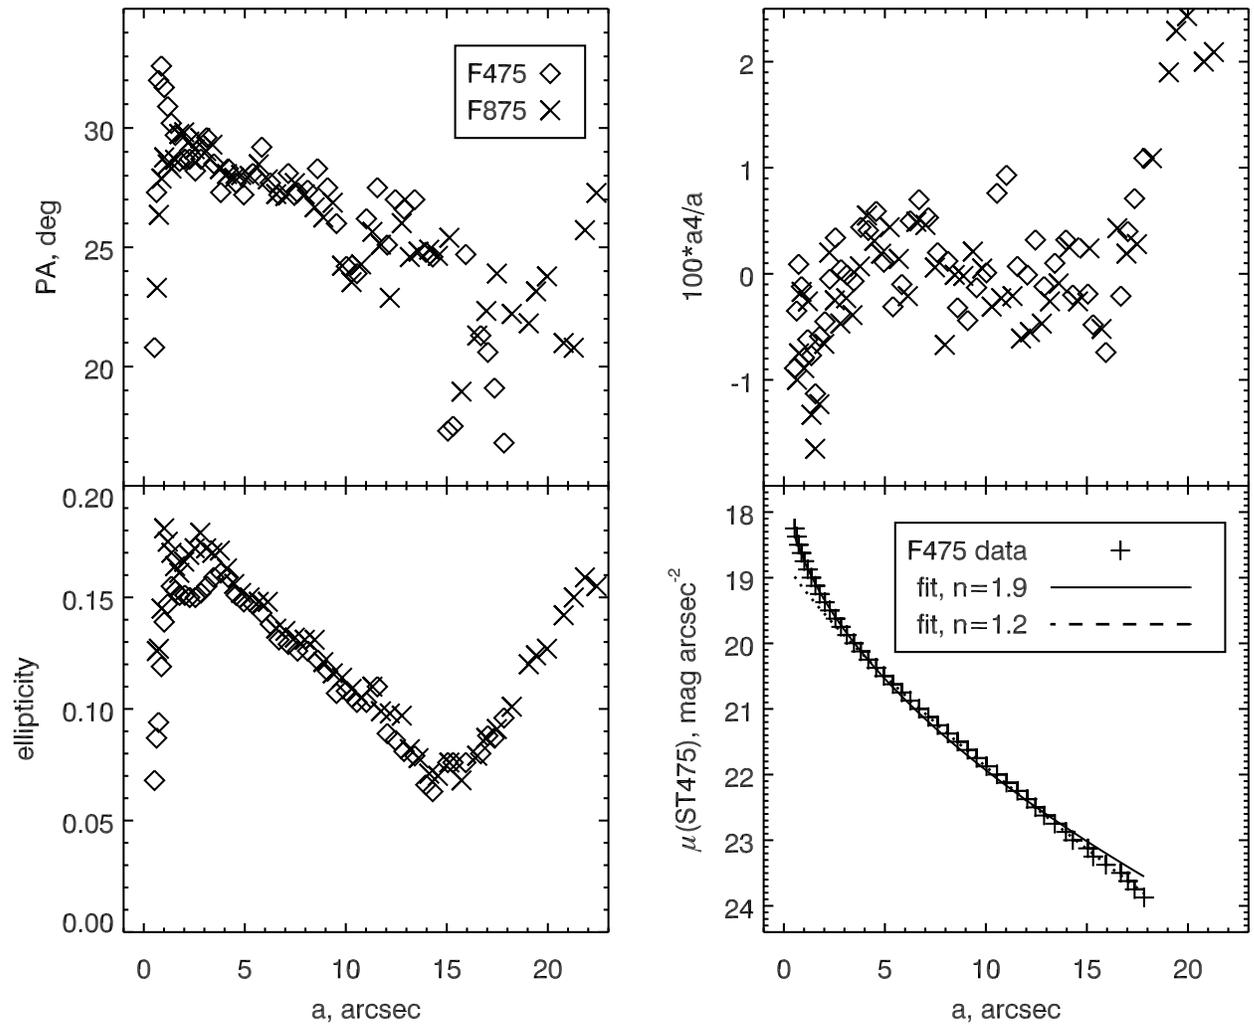 PA, deg
30
25
20
F475
F875
100*a4/a
2
1
0
-1
ellipticity
0.20
0.15
0.10
0.05
0.00
0
5
10
15
20
a, arcsec
μ(ST475), mag arcsec-2
18
19
20
21
22
23
24
F475 data
fit, n=1.9
fit, n=1.2
0
5
10
15
20
a, arcsec